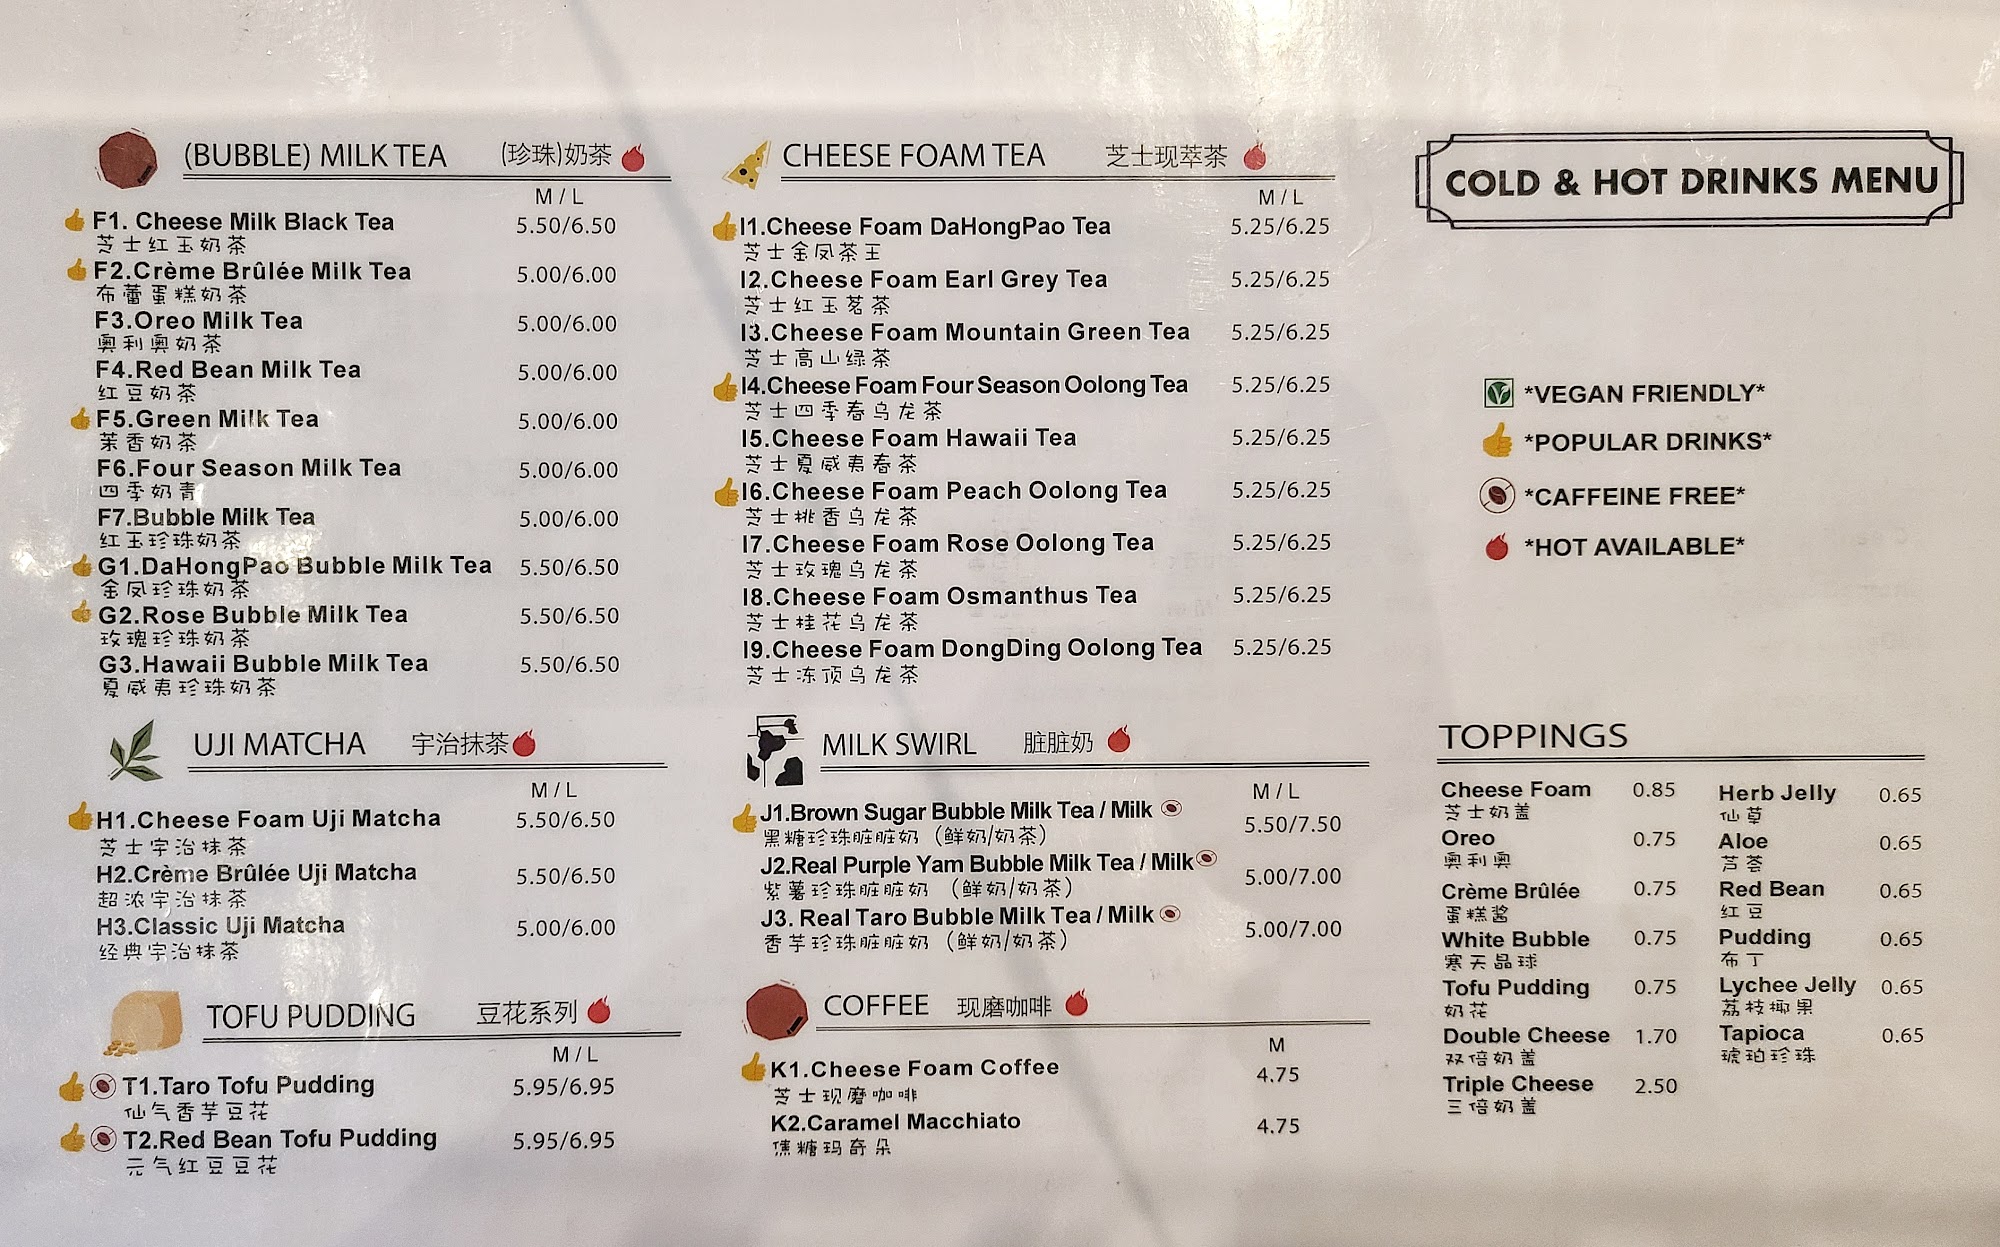 (BUBBLE) MILK TEA (珍珠)奶茶
M / L
F1. Cheese Milk Black Tea 5.50/6.50
芝士红玉奶茶
F2.Crème Brûlée Milk Tea 5.00/6.00
布蕾蛋糕奶茶
F3.Oreo Milk Tea 5.00/6.00
奥利奥奶茶
F4.Red Bean Milk Tea 5.00/6.00
红豆奶茶
F5.Green Milk Tea 5.00/6.00
茉香奶茶
F6.Four Season Milk Tea 5.00/6.00
四季奶青
F7.Bubble Milk Tea 5.00/6.00
红玉珍珠奶茶
G1.DaHongPao Bubble Milk Tea 5.50/6.50
金凤珍珠奶茶
G2.Rose Bubble Milk Tea 5.50/6.50
玫瑰珍珠奶茶
G3.Hawaii Bubble Milk Tea 5.50/6.50
夏威夷珍珠奶茶
UJI MATCHA 宇治抹茶
M / L
H1.Cheese Foam Uji Matcha 5.50/6.50
芝士宇治抹茶
H2.Crème Brûlée Uji Matcha 5.50/6.50
超浓宇治抹茶
H3.Classic Uji Matcha 5.00/6.00
经典宇治抹茶
TOFU PUDDING 豆花系列
M / L
T1.Taro Tofu Pudding 5.95/6.95
仙气香芋豆花
T2.Red Bean Tofu Pudding 5.95/6.95
元气红豆豆花
CHEESE FOAM TEA 芝士现萃茶
M / L
I1.Cheese Foam DaHongPao Tea 5.25/6.25
芝士金凤茶王
I2.Cheese Foam Earl Grey Tea 5.25/6.25
芝士红玉茗茶
I3.Cheese Foam Mountain Green Tea 5.25/6.25
芝士高山绿茶
I4.Cheese Foam Four Season Oolong Tea 5.25/6.25
芝士四季春乌龙茶
I5.Cheese Foam Hawaii Tea 5.25/6.25
芝士夏威夷春茶
I6.Cheese Foam Peach Oolong Tea 5.25/6.25
芝士桃香乌龙茶
I7.Cheese Foam Rose Oolong Tea 5.25/6.25
芝士玫瑰乌龙茶
I8.Cheese Foam Osmanthus Tea 5.25/6.25
芝士桂花乌龙茶
I9.Cheese Foam DongDing Oolong Tea 5.25/6.25
芝士冻顶乌龙茶
MILK SWIRL 脏脏奶
M / L
J1.Brown Sugar Bubble Milk Tea / Milk 5.50/7.50
黑糖珍珠脏脏奶（鲜奶/奶茶）
J2.Real Purple Yam Bubble Milk Tea / Milk 5.00/7.00
紫薯珍珠脏脏奶（鲜奶/奶茶）
J3. Real Taro Bubble Milk Tea / Milk 5.00/7.00
香芋珍珠脏脏奶（鲜奶/奶茶）
COFFEE 现磨咖啡
M
K1.Cheese Foam Coffee 4.75
芝士现磨咖啡
K2.Caramel Macchiato 4.75
焦糖玛奇朵
COLD & HOT DRINKS MENU
*VEGAN FRIENDLY*
*POPULAR DRINKS*
*CAFFEINE FREE*
*HOT AVAILABLE*
TOPPINGS
Cheese Foam 0.85
芝士奶盖
Oreo 0.75
奥利奥
Crème Brûlée 0.75
蛋糕酱
White Bubble 0.75
寒天晶球
Tofu Pudding 0.75
奶花
Double Cheese 1.70
双倍奶盖
Triple Cheese 2.50
三倍奶盖
Herb Jelly 0.65
仙草
Aloe 0.65
芦荟
Red Bean 0.65
红豆
Pudding 0.65
布丁
Lychee Jelly 0.65
荔枝椰果
Tapioca 0.65
琥珀珍珠